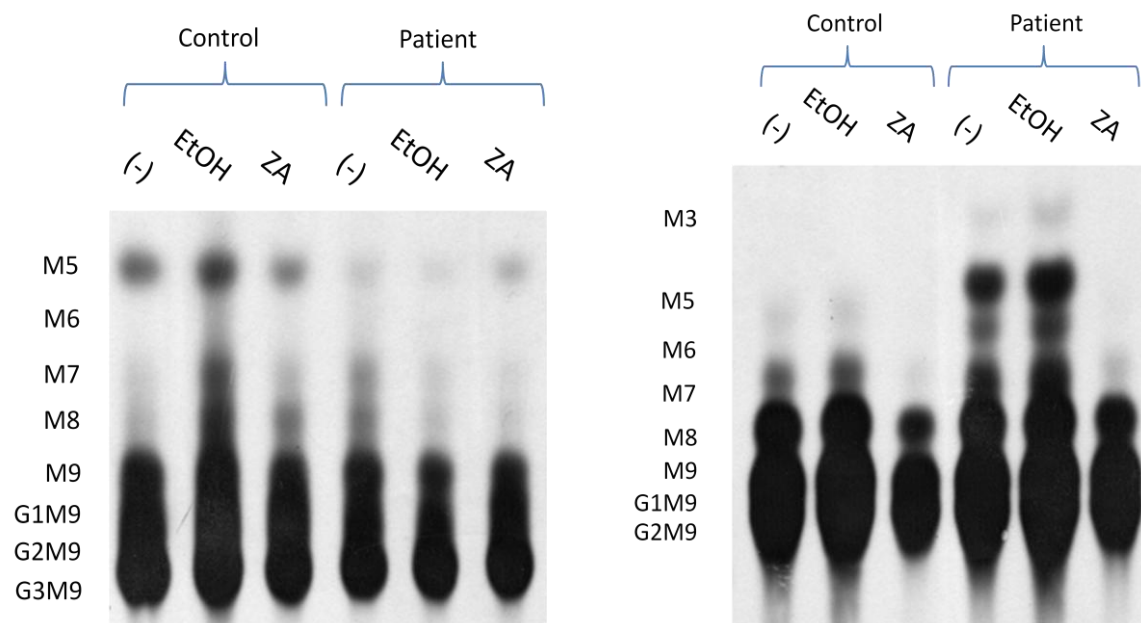 Control Patient
(-) EtOH ZA (-) EtOH ZA
M5
M6
M7
M8
M9
G1M9
G2M9
G3M9
Control Patient
(-) EtOH ZA (-) EtOH ZA
M3
M5
M6
M7
M8
M9
G1M9
G2M9